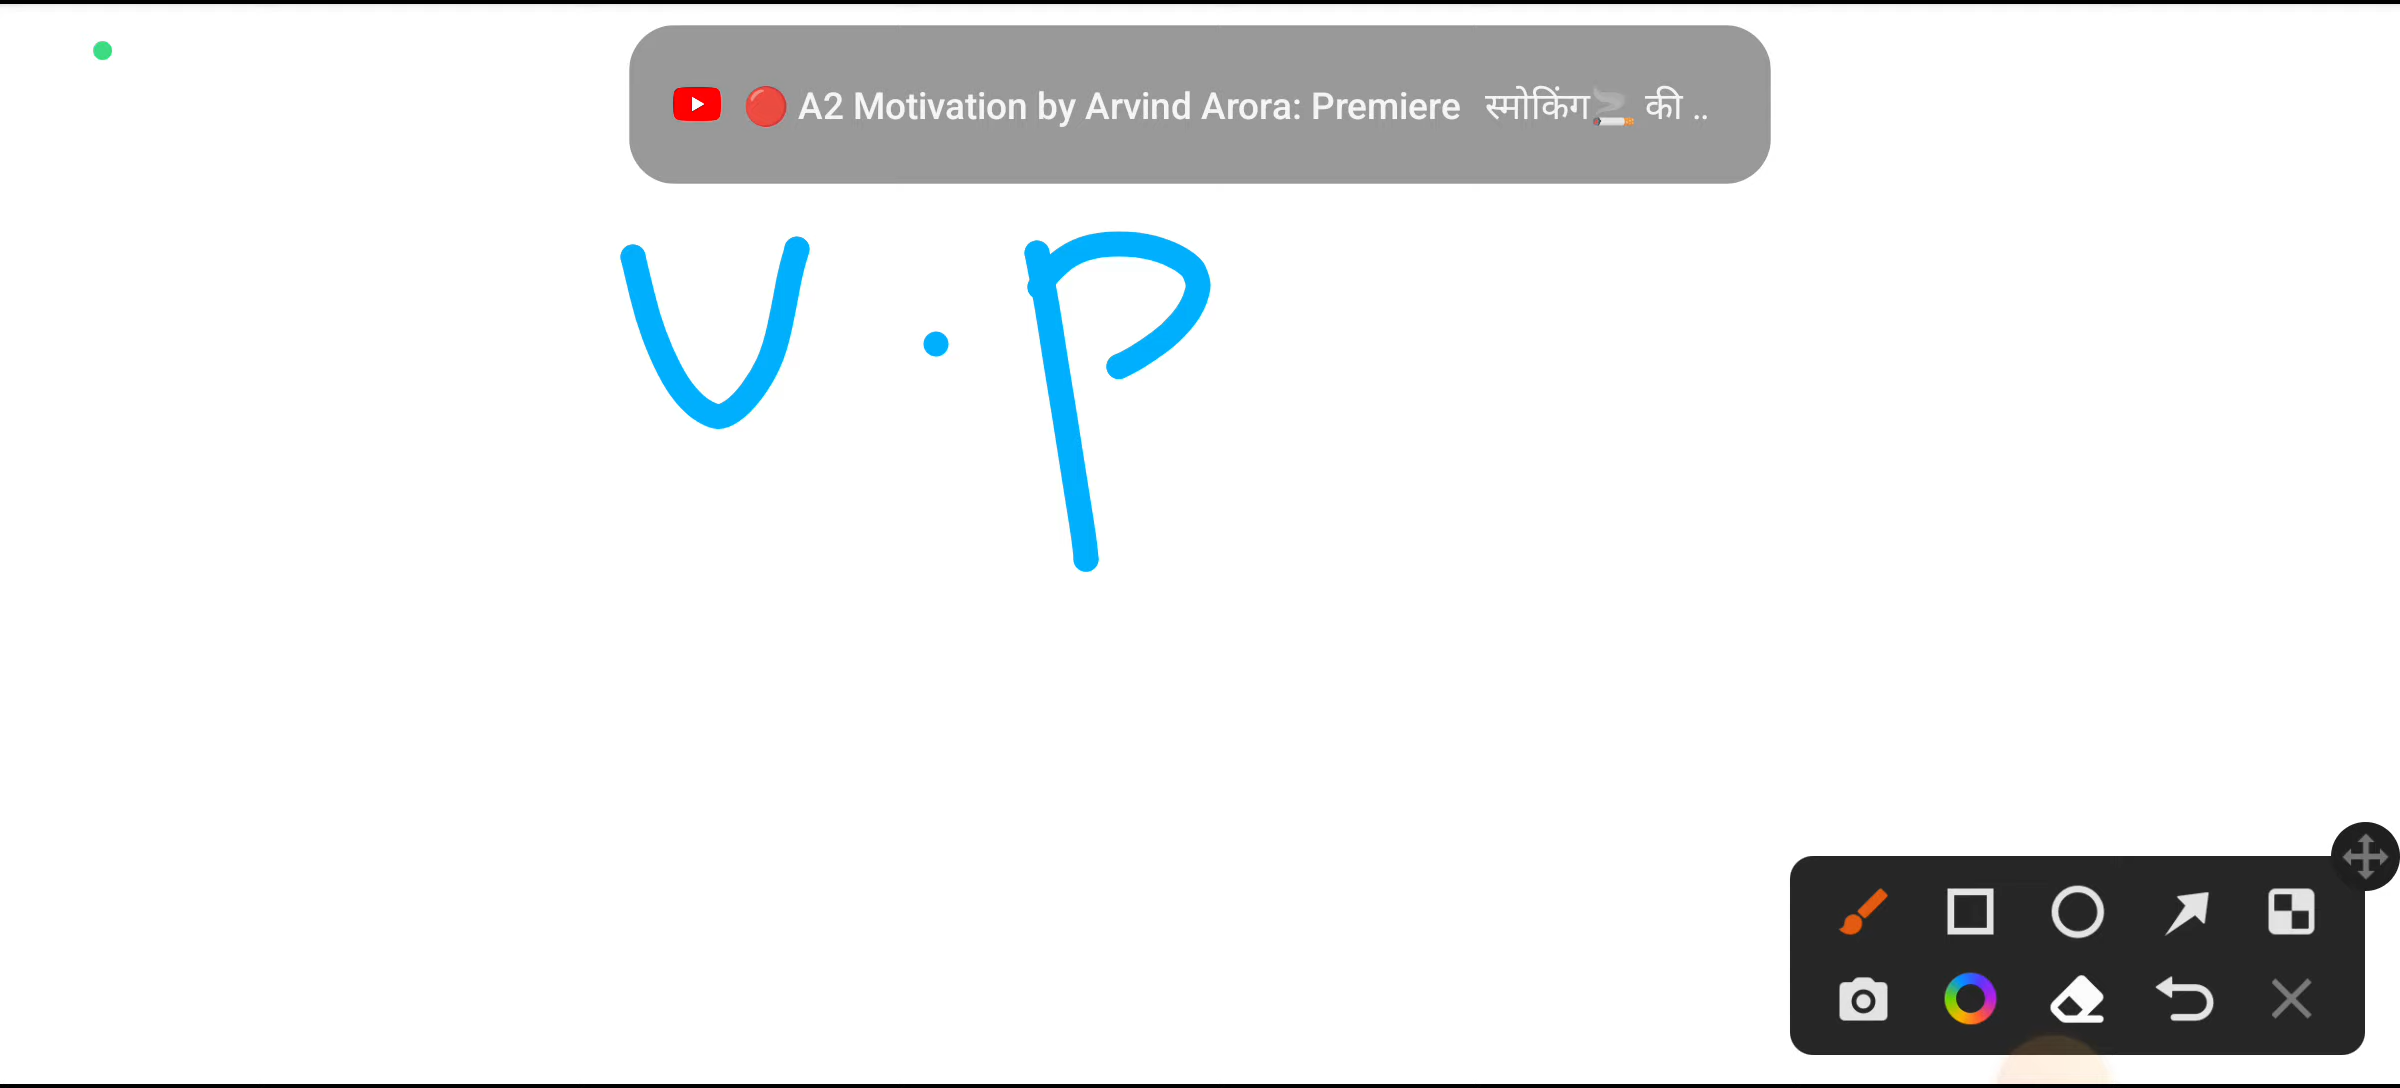 🔴 A2 Motivation by Arvind Arora: Premiere स्मोकिंग🚬 की ..
U.P